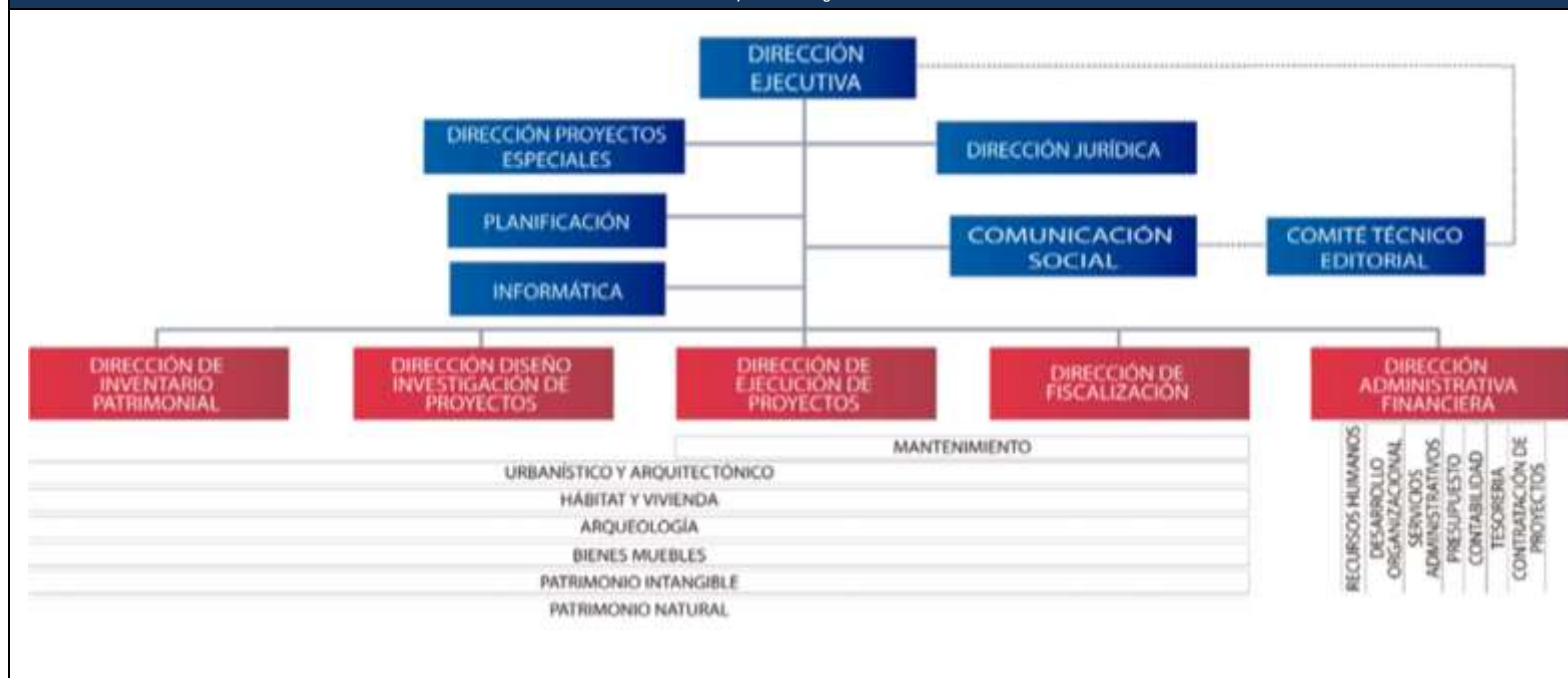 DIRECCIÓN
EJECUTIVA
DIRECCIÓN PROYECTOS
ESPECIALES
DIRECCIÓN JURÍDICA
PLANIFICACIÓN
COMUNICACIÓN
SOCIAL
COMITÉ TÉCNICO
EDITORIAL
INFORMÁTICA
DIRECCIÓN DE
INVENTARIO
PATRIMONIAL
DIRECCIÓN DISEÑO
INVESTIGACIÓN DE
PROYECTOS
DIRECCIÓN DE
EJECUCIÓN DE
PROYECTOS
DIRECCIÓN DE
FISCALIZACIÓN
DIRECCIÓN
ADMINISTRATIVA
FINANCIERA
MANTENIMIENTO
URBANÍSTICO Y ARQUITECTÓNICO
HÁBITAT Y VIVIENDA
ARQUEOLOGÍA
BIENES MUEBLES
PATRIMONIO INTANGIBLE
PATRIMONIO NATURAL
RECURSOS HUMANOS
DESARROLLO
ORGANIZACIONAL
SERVICIOS
ADMINISTRATIVOS
PRESUPUESTO
CONTABILIDAD
TESORERIA
CONTRATACIÓN DE
PROYECTOS